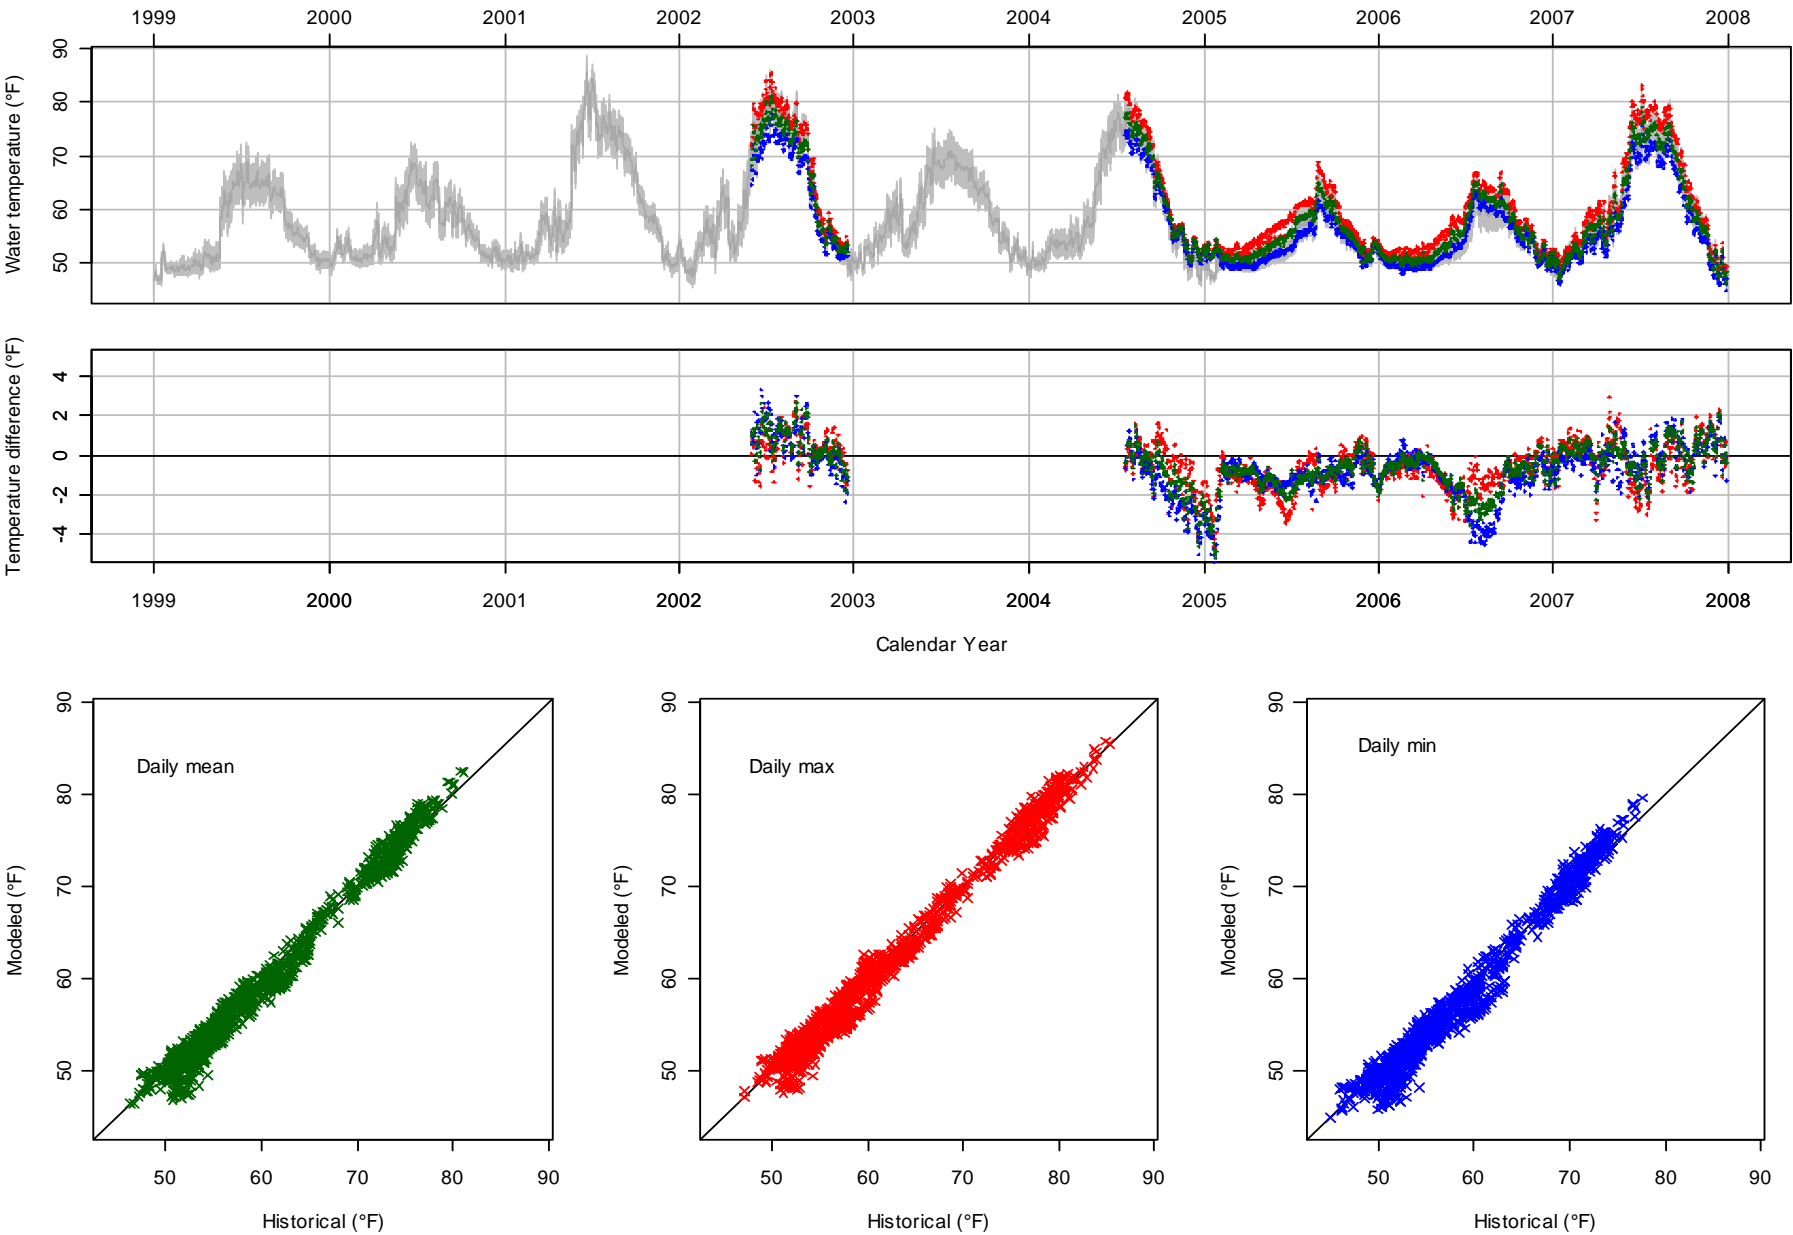 1999 2000 2001 2002 2003 2004 2005 2006 2007 2008
Water temperature (°F)
90
80
70
60
50
Temperature difference (°F)
4
2
0
-2
-4
1999 2000 2001 2002 2003 2004 2005 2006 2007 2008
Calendar Year
Daily mean
Modeled (°F)
90
80
70
60
50
50 60 70 80 90
Historical (°F)
Daily max
Modeled (°F)
90
80
70
60
50
50 60 70 80 90
Historical (°F)
Daily min
Modeled (°F)
90
80
70
60
50
50 60 70 80 90
Historical (°F)